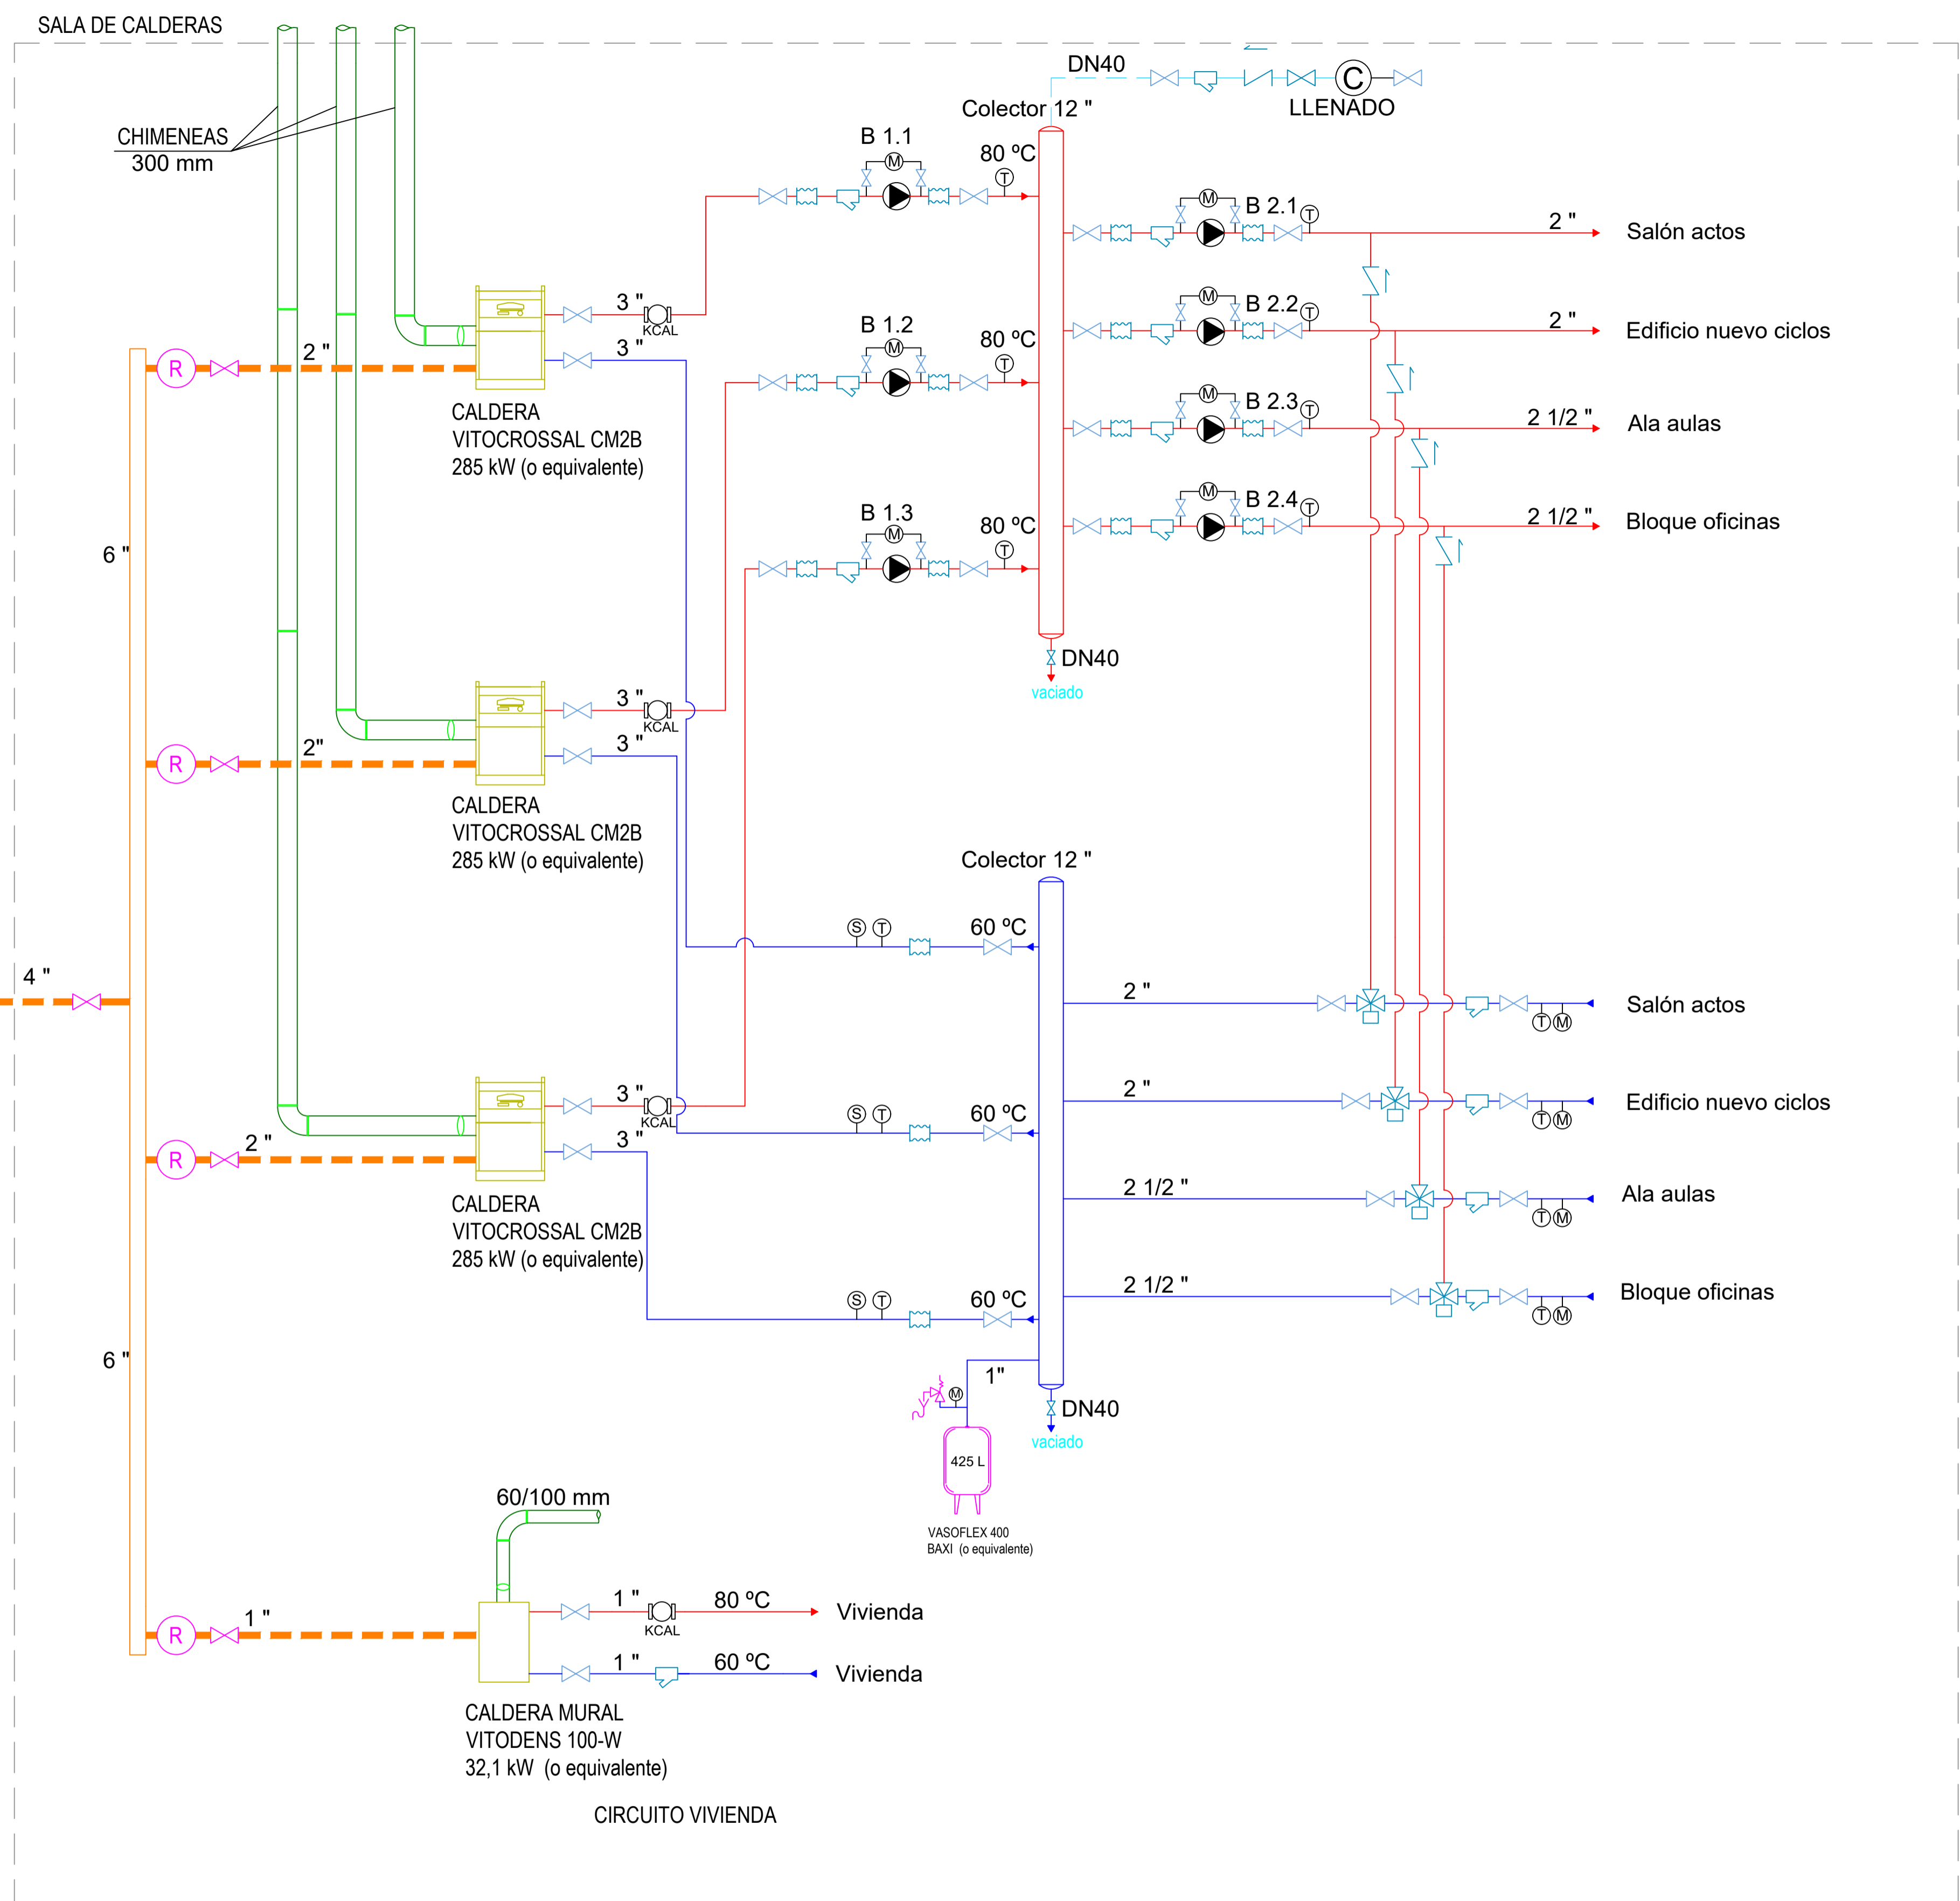 SALA DE CALDERAS
DN40
C
LLENADO
Colector 12 "
CHIMENEAS
300 mm
B 1.1
M
80 ºC
T
M
B 2.1
T
2 "
Salón actos
3 "
KCAL
3 "
B 1.2
M
80 ºC
T
M
B 2.2
T
2 "
Edificio nuevo ciclos
R
2 "
CALDERA
VITOCROSSAL CM2B
285 kW (o equivalente)
M
B 2.3
T
2 1/2 "
Ala aulas
6 "
B 1.3
M
80 ºC
T
M
B 2.4
T
2 1/2 "
Bloque oficinas
DN40
vaciado
3 "
KCAL
3 "
R
2"
CALDERA
VITOCROSSAL CM2B
285 kW (o equivalente)
Colector 12 "
S
T
60 ºC
4 "
2 "
T
M
Salón actos
3 "
KCAL
3 "
S
T
60 ºC
2 "
T
M
Edificio nuevo ciclos
R
2 "
CALDERA
VITOCROSSAL CM2B
285 kW (o equivalente)
2 1/2 "
T
M
Ala aulas
S
T
60 ºC
2 1/2 "
T
M
Bloque oficinas
6 "
1"
M
DN40
vaciado
425 L
VASOFLEX 400
BAXI (o equivalente)
60/100 mm
R
1 "
1 "
KCAL
80 ºC
Vivienda
1 "
60 ºC
Vivienda
CALDERA MURAL
VITODENS 100-W
32,1 kW (o equivalente)
CIRCUITO VIVIENDA